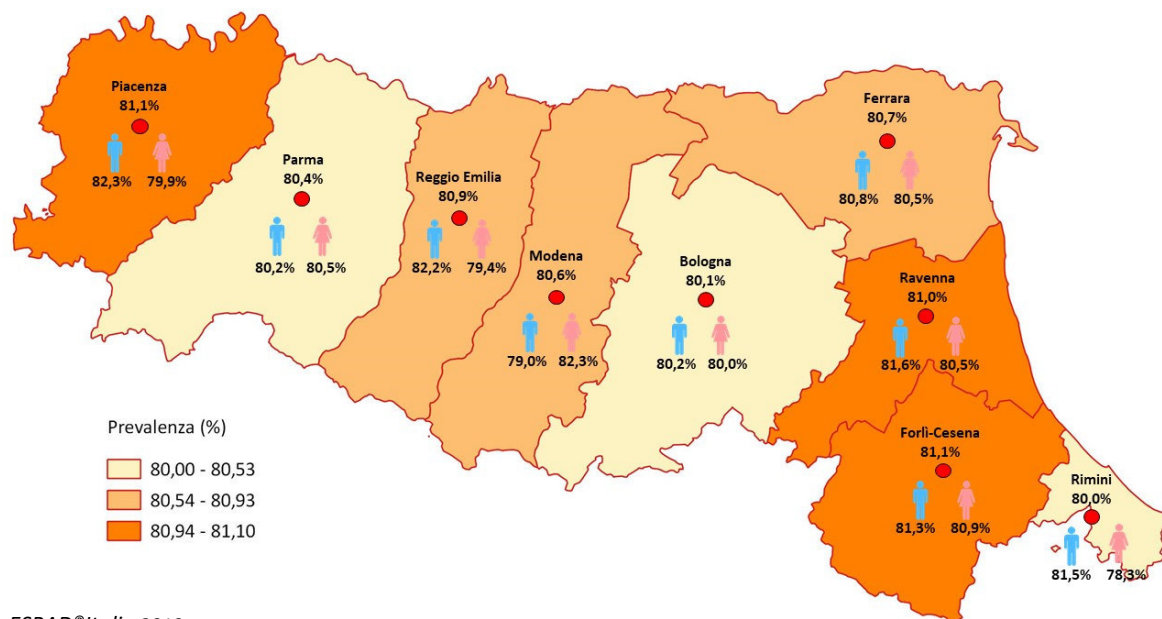 Piacenza
81,1%
82,3% 79,9%
Parma
80,4%
80,2% 80,5%
Reggio Emilia
80,9%
82,2% 79,4%
Modena
80,6%
79,0% 82,3%
Bologna
80,1%
80,2% 80,0%
Ferrara
80,7%
80,8% 80,5%
Ravenna
81,0%
81,6% 80,5%
Forlì-Cesena
81,1%
81,3% 80,9%
Rimini
80,0%
81,5% 78,3%
Prevalenza (%)
80,00 - 80,53
80,54 - 80,93
80,94 - 81,10